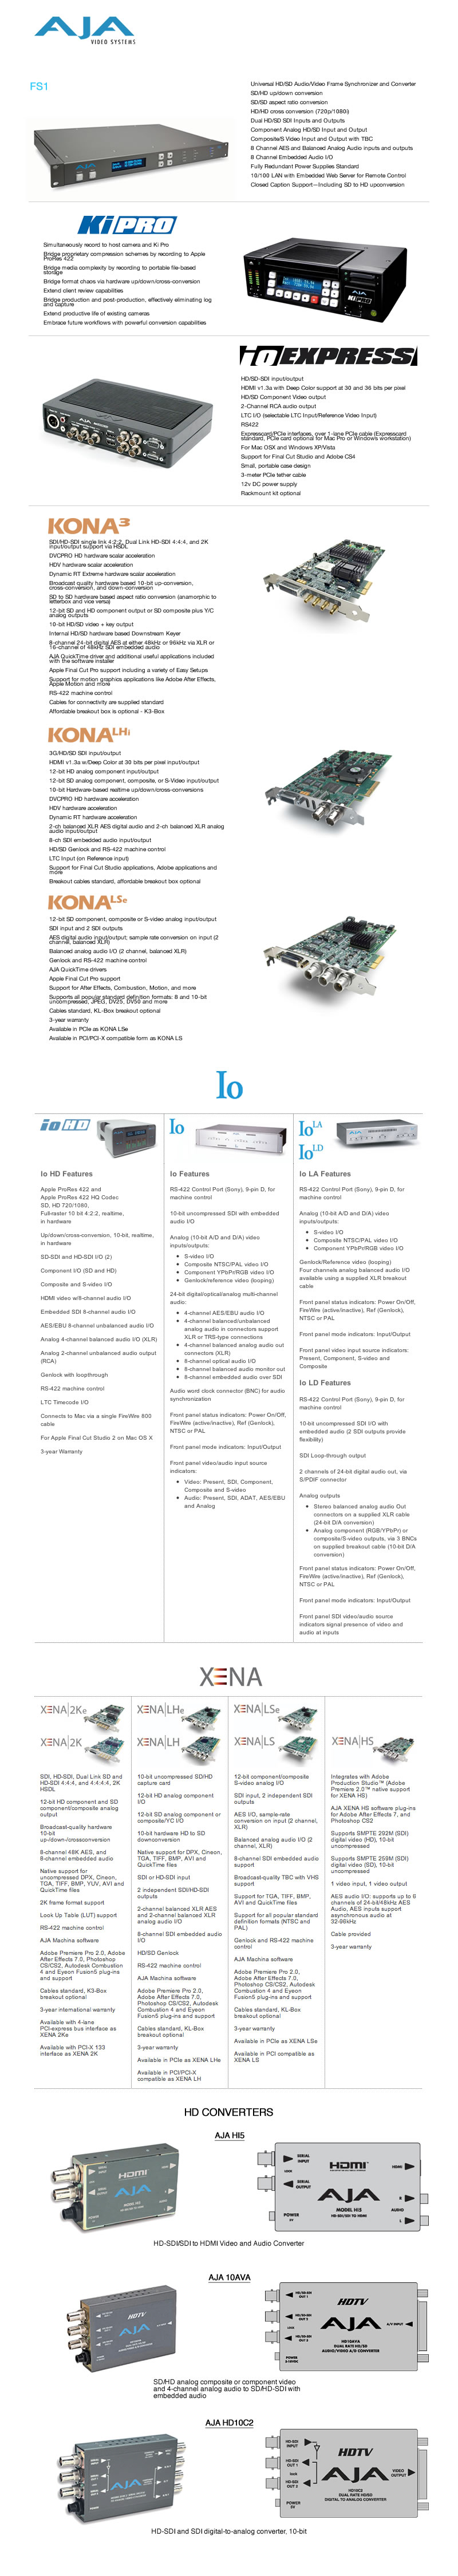 AJA
VIDEO SYSTEMS
FS1
Universal HD/SD Audio/Video Frame Synchronizer and Converter
SD/HD up/down conversion
SD/SD aspect ratio conversion
HD/HD cross conversion (720p/1080i)
Dual HD/SD SDI Inputs and Outputs
Component Analog HD/SD Input and Output
Composite/S Video Input and Output with TBC
8 Channel AES and Balanced Analog Audio inputs and outputs
8 Channel Embedded Audio I/O
Fully Redundant Power Supplies Standard
10/100 LAN with Embedded Web Server for Remote Control
Closed Caption Support—Including SD to HD upconversion
Ki PRO
Simultaneously record to host camera and Ki Pro
Bridge proprietary compression schemes by recording to Apple
ProRes 422
Bridge media complexity by recording to portable file-based
storage
Bridge format chaos via hardware up/down/cross-conversion
Extend client review capabilities
Bridge production and post-production, effectively eliminating log
and capture
Extend productive life of existing cameras
Embrace future workflows with powerful conversion capabilities
io EXPRESS
HD/SD-SDI input/output
HDMI v1.3a with Deep Color support at 30 and 36 bits per pixel
HD/SD Component Video output
2-Channel RCA audio output
LTC I/O (selectable LTC Input/Reference Video Input)
RS422
Expresscard/PCIe interfaces, over 1-lane PCIe cable (Expresscard
standard, PCIe card optional for Mac Pro or Windows workstation)
For Mac OSX and Windows XP/Vista
Support for Final Cut Studio and Adobe CS4
Small, portable case design
3-meter PCIe tether cable
12v DC power supply
Rackmount kit optional
KONA3
SDI/HD-SDI single link 4:2:2, Dual Link HD-SDI 4:4:4, and 2K
input/output support via HSDL
DVCPRO HD hardware scalar acceleration
HDV hardware scalar acceleration
Dynamic RT Extreme hardware scalar acceleration
Broadcast quality hardware based 10-bit up-conversion,
cross-conversion, and down-conversion
SD to SD hardware based aspect ratio conversion (anamorphic to
letterbox and vice versa)
12-bit SD and HD component output or SD composite plus Y/C
analog outputs
10-bit HD/SD video + key output
Internal HD/SD hardware based Downstream Keyer
8-channel 24-bit digital AES at either 48kHz or 96kHz via XLR or
16-channel of 48kHz SDI embedded audio
AJA QuickTime driver and additional useful applications included
with the software installer
Apple Final Cut Pro support including a variety of Easy Setups
Support for motion graphics applications like Adobe After Effects,
Apple Motion and more
RS-422 machine control
Cables for connectivity are supplied standard
Affordable breakout box is optional - K3-Box
KONALHi
3G/HD/SD SDI input/output
HDMI v1.3a w/Deep Color at 30 bits per pixel input/output
12-bit HD analog component input/output
12-bit SD analog component, composite, or S-Video input/output
10-bit Hardware-based realtime up/down/cross-conversions
DVCPRO HD hardware acceleration
HDV hardware acceleration
Dynamic RT hardware acceleration
2-ch balanced XLR AES digital audio and 2-ch balanced XLR analog
audio input/output
8-ch SDI embedded audio input/output
HD/SD Genlock and RS-422 machine control
LTC Input (on Reference input)
Support for Final Cut Studio applications, Adobe applications and
more
Breakout cables standard, affordable breakout box optional
KONALSe
12-bit SD component, composite or S-video analog input/output
SDI input and 2 SDI outputs
AES digital audio input/output; sample rate conversion on input (2
channel, balanced XLR)
Balanced analog audio I/O (2 channel, balanced XLR)
Genlock and RS-422 machine control
AJA QuickTime drivers
Apple Final Cut Pro support
Support for After Effects, Combustion, Motion, and more
Supports all popular standard definition formats: 8 and 10-bit
uncompressed, JPEG, DV25, DV50 and more
Cables standard, KL-Box breakout optional
3-year warranty
Available in PCIe as KONA LSe
Available in PCI/PCI-X compatible form as KONA LS
Io
io HD
Io HD Features
Apple ProRes 422 and
Apple ProRes 422 HQ Codec
SD, HD 720/1080,
Full-raster 10 bit 4:2:2, realtime,
in hardware
Up/down/cross-conversion, 10-bit, realtime,
in hardware
SD-SDI and HD-SDI I/O (2)
Component I/O (SD and HD)
Composite and S-video I/O
HDMI video w/8-channel audio I/O
Embedded SDI 8-channel audio I/O
AES/EBU 8-channel unbalanced audio I/O
Analog 4-channel balanced audio I/O (XLR)
Analog 2-channel unbalanced audio output
(RCA)
Genlock with loopthrough
RS-422 machine control
LTC Timecode I/O
Connects to Mac via a single FireWire 800
cable
For Apple Final Cut Studio 2 on Mac OS X
3-year Warranty
Io
Io Features
RS-422 Control Port (Sony), 9-pin D, for
machine control
10-bit uncompressed SDI with embedded
audio I/O
Analog (10-bit A/D and D/A) video
inputs/outputs:
• S-video I/O
• Composite NTSC/PAL video I/O
• Component YPbPr/RGB video I/O
• Genlock/reference video (looping)
24-bit digital/optical/analog multi-channel
audio:
• 4-channel AES/EBU audio I/O
• 4-channel balanced/unbalanced
analog audio in connectors support
XLR or TRS-type connections
• 4-channel balanced analog audio out
connectors (XLR)
• 8-channel optical audio I/O
• 8-channel balanced audio monitor out
• 8-channel embedded audio over SDI
Audio word clock connector (BNC) for audio
synchronization
Front panel status indicators: Power On/Off,
FireWire (active/inactive), Ref (Genlock),
NTSC or PAL
Front panel mode indicators: Input/Output
Front panel video/audio input source
indicators:
• Video: Present, SDI, Component,
Composite and S-video
• Audio: Present, SDI, ADAT, AES/EBU
and Analog
IoLA
IoLD
Io LA Features
RS-422 Control Port (Sony), 9-pin D, for
machine control
Analog (10-bit A/D and D/A) video
inputs/outputs:
• S-video I/O
• Composite NTSC/PAL video I/O
• Component YPbPr/RGB video I/O
Genlock/Reference video (looping)
Four channels analog balanced audio I/O
available using a supplied XLR breakout
cable
Front panel status indicators: Power On/Off,
FireWire (active/inactive), Ref (Genlock),
NTSC or PAL
Front panel mode indicators: Input/Output
Front panel video input source indicators:
Present, Component, S-video and
Composite
Io LD Features
RS-422 Control Port (Sony), 9-pin D, for
machine control
10-bit uncompressed SDI I/O with
embedded audio (2 SDI outputs provide
flexibility)
SDI Loop-through output
2 channels of 24-bit digital audio out, via
S/PDIF connector
Analog outputs
• Stereo balanced analog audio Out
connectors on a supplied XLR cable
(24-bit D/A conversion)
• Analog component (RGB/YPbPr) or
composite/S-video outputs, via 3 BNCs
on supplied breakout cable (10-bit D/A
conversion)
Front panel status indicators: Power On/Off,
FireWire (active/inactive), Ref (Genlock),
NTSC or PAL
Front panel mode indicators: Input/Output
Front panel SDI video/audio source
indicators signal presence of video and
audio at inputs
XENA
XENA|2Ke
XENA|2K
SDI, HD-SDI, Dual Link SD and
HD-SDI 4:4:4, and 4:4:4:4, 2K
HSDL
12-bit HD component and SD
component/composite analog
output
Broadcast-quality hardware
10-bit
up-/down-/crossconversion
8-channel 48K AES, and
8-channel embedded audio
Native support for
uncompressed DPX, Cineon,
TGA, TIFF, BMP, YUV, AVI and
QuickTime files
2K frame format support
Look Up Table (LUT) support
RS-422 machine control
AJA Machina software
Adobe Premiere Pro 2.0, Adobe
After Effects 7.0, Photoshop
CS/CS2, Autodesk Combustion
4 and Eyeon Fusion5 plug-ins
and support
Cables standard, K3-Box
breakout optional
3-year international warranty
Available with 4-lane
PCI-express bus interface as
XENA 2Ke
Available with PCI-X 133
interface as XENA 2K
XENA|LHe
XENA|LH
10-bit uncompressed SD/HD
capture card
12-bit HD analog component
I/O
12-bit SD analog component or
composite/YC I/O
10-bit hardware HD to SD
downconversion
Native support for DPX, Cineon,
TGA, TIFF, BMP, AVI and
QuickTime files
SDI or HD-SDI input
2 independent SDI/HD-SDI
outputs
2-channel balanced XLR AES
and 2-channel balanced XLR
analog audio I/O
8-channel SDI embedded audio
I/O
HD/SD Genlock
RS-422 machine control
AJA Machina software
Adobe Premiere Pro 2.0,
Adobe After Effects 7.0,
Photoshop CS/CS2, Autodesk
Combustion 4 and Eyeon
Fusion5 plug-ins and support
Cables standard, KL-Box
breakout optional
3-year warranty
Available in PCIe as XENA LHe
Available in PCI/PCI-X
compatible as XENA LH
XENA|LSe
XENA|LS
12-bit component/composite
S-video analog I/O
SDI input, 2 independent SDI
outputs
AES I/O, sample-rate
conversion on input (2 channel,
XLR)
Balanced analog audio I/O (2
channel, XLR)
8-channel SDI embedded audio
support
Broadcast-quality TBC with VHS
support
Support for TGA, TIFF, BMP,
AVI and QuickTime files
Support for all popular standard
definition formats (NTSC and
PAL)
Genlock and RS-422 machine
control
AJA Machina software
Adobe Premiere Pro 2.0,
Adobe After Effects 7.0,
Photoshop CS/CS2, Autodesk
Combustion 4 and Eyeon
Fusion5 plug-ins and support
Cables standard, KL-Box
breakout optional
3-year warranty
Available in PCIe as XENA LSe
Available in PCI compatible as
XENA LS
XENA|HS
Integrates with Adobe
Production Studio™ (Adobe
Premiere 2.0™ native support
for XENA HS)
AJA XENA HS software plug-ins
for Adobe After Effects 7, and
Photoshop CS2
Supports SMPTE 292M (SDI)
digital video (HD), 10-bit
uncompressed
Supports SMPTE 259M (SDI)
digital video (SD), 10-bit
uncompressed
1 video input, 1 video output
AES audio I/O: supports up to 6
channels of 24-bit/48kHz AES
Audio, AES inputs support
asynchronous audio at
32-96kHz
Cable provided
3-year warranty
HD CONVERTERS
AJA HI5
HDMI
AJA
SERIAL
INPUT
LOOK
SERIAL
OUTPUT
POWER
5V
HDMI
AJA
MODEL HI5
HD-SDI/SDI TO HDMI
HDMI
R
AUDIO
L
HD-SDI/SDI to HDMI Video and Audio Converter
AJA 10AVA
HDTV
AJA
HD/SD-SDI
OUT 1
HD/SD-SDI
OUT 2
HD/SD-SDI
OUT 3
POWER
HDTV
AJA
HD10AVA
DUAL RATE HD/SD
AUDIO/VIDEO A/D CONVERTER
A/V INPUT
SD/HD analog composite or component video
and 4-channel analog audio to SD/HD-SDI with
embedded audio
AJA HD10C2
AJA
HD-SDI
INPUT
HD-SDI
OUT 1
HD-SDI
OUT 2
POWER
5V
HDTV
AJA
HD10C2
DUAL RATE HD/SD
DIGITAL TO ANALOG CONVERTER
VIDEO
OUTPUT
HD-SDI and SDI digital-to-analog converter, 10-bit